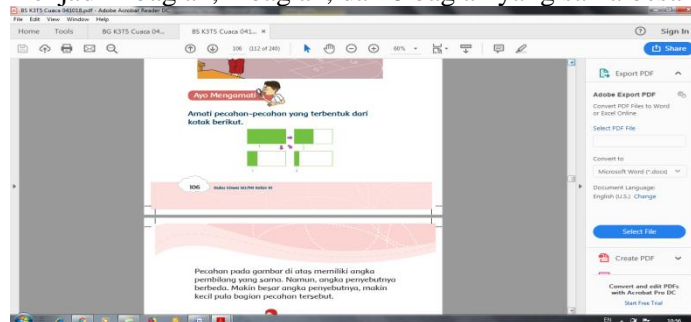 BS K3T5 Cuaca 041018.pdf - Adobe Acrobat Reader DC
File Edit View Window Help
Home Tools BG K3T5 Cuaca 04... BS K3T5 Cuaca 041... ×
Sign In
106 (112 of 240) 60%
Share
Ayo Mengamati
Amati pecahan-pecahan yang terbentuk dari
kotak berikut.
106 Buku Siswa SD/MI Kelas III
Pecahan pada gambar di atas memiliki angka
pembilang yang sama. Namun, angka penyebutnya
berbeda. Makin besar angka penyebutnya, makin
kecil pula bagian pecahan tersebut.
Export PDF
Adobe Export PDF
Convert PDF Files to Word
or Excel Online
Select PDF File
Convert to
Microsoft Word (*.docx)
Document Language:
English (U.S.) Change
Select File
Create PDF
Convert and edit PDFs
with Acrobat Pro DC
Start Free Trial
EN